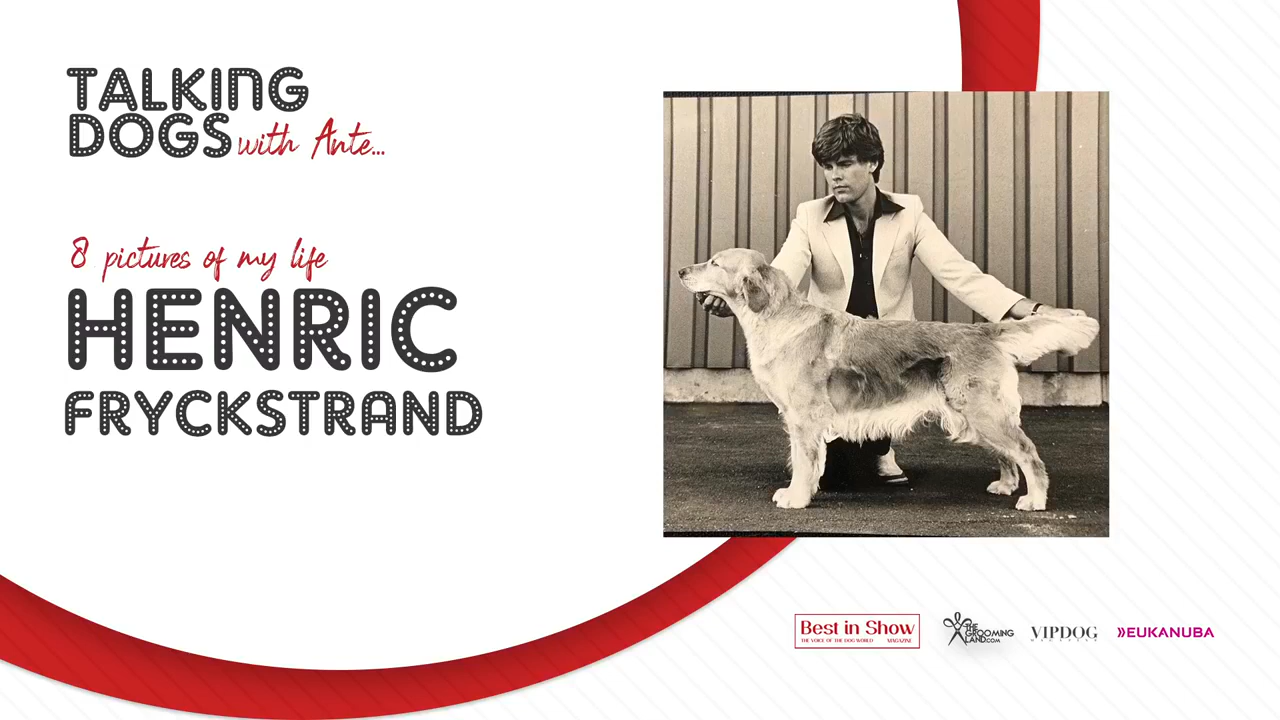 TALKING
DOGS with Ante...
8 pictures of my life
HENRIC
FRYCKSTRAND
Best in Show
THE VOICE OF THE DOG WORLD MAGAZINE
THE
GROOMING
LAND.COM
VIPDOG
MAGAZINE
EUKANUBA